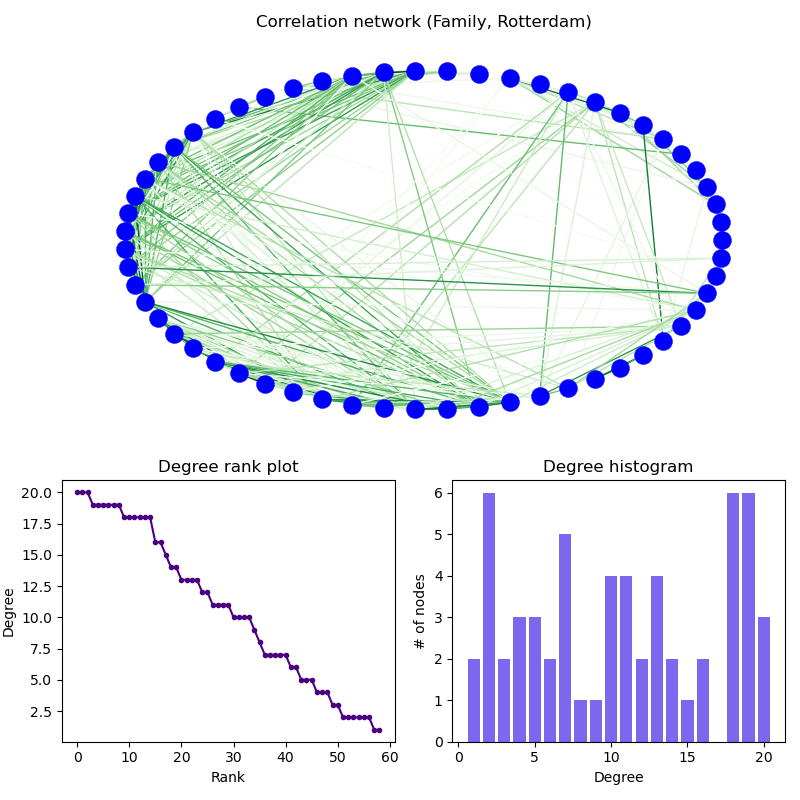 Correlation network (Family, Rotterdam)
Degree rank plot
Degree
20.0
17.5
15.0
12.5
10.0
7.5
5.0
2.5
0 10 20 30 40 50 60
Rank
Degree histogram
# of nodes
6
5
4
3
2
1
0
0 5 10 15 20
Degree